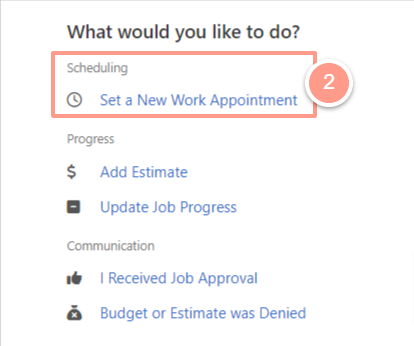 What would you like to do?
Scheduling
2
Set a New Work Appointment
Progress
$ Add Estimate
Update Job Progress
Communication
I Received Job Approval
Budget or Estimate was Denied